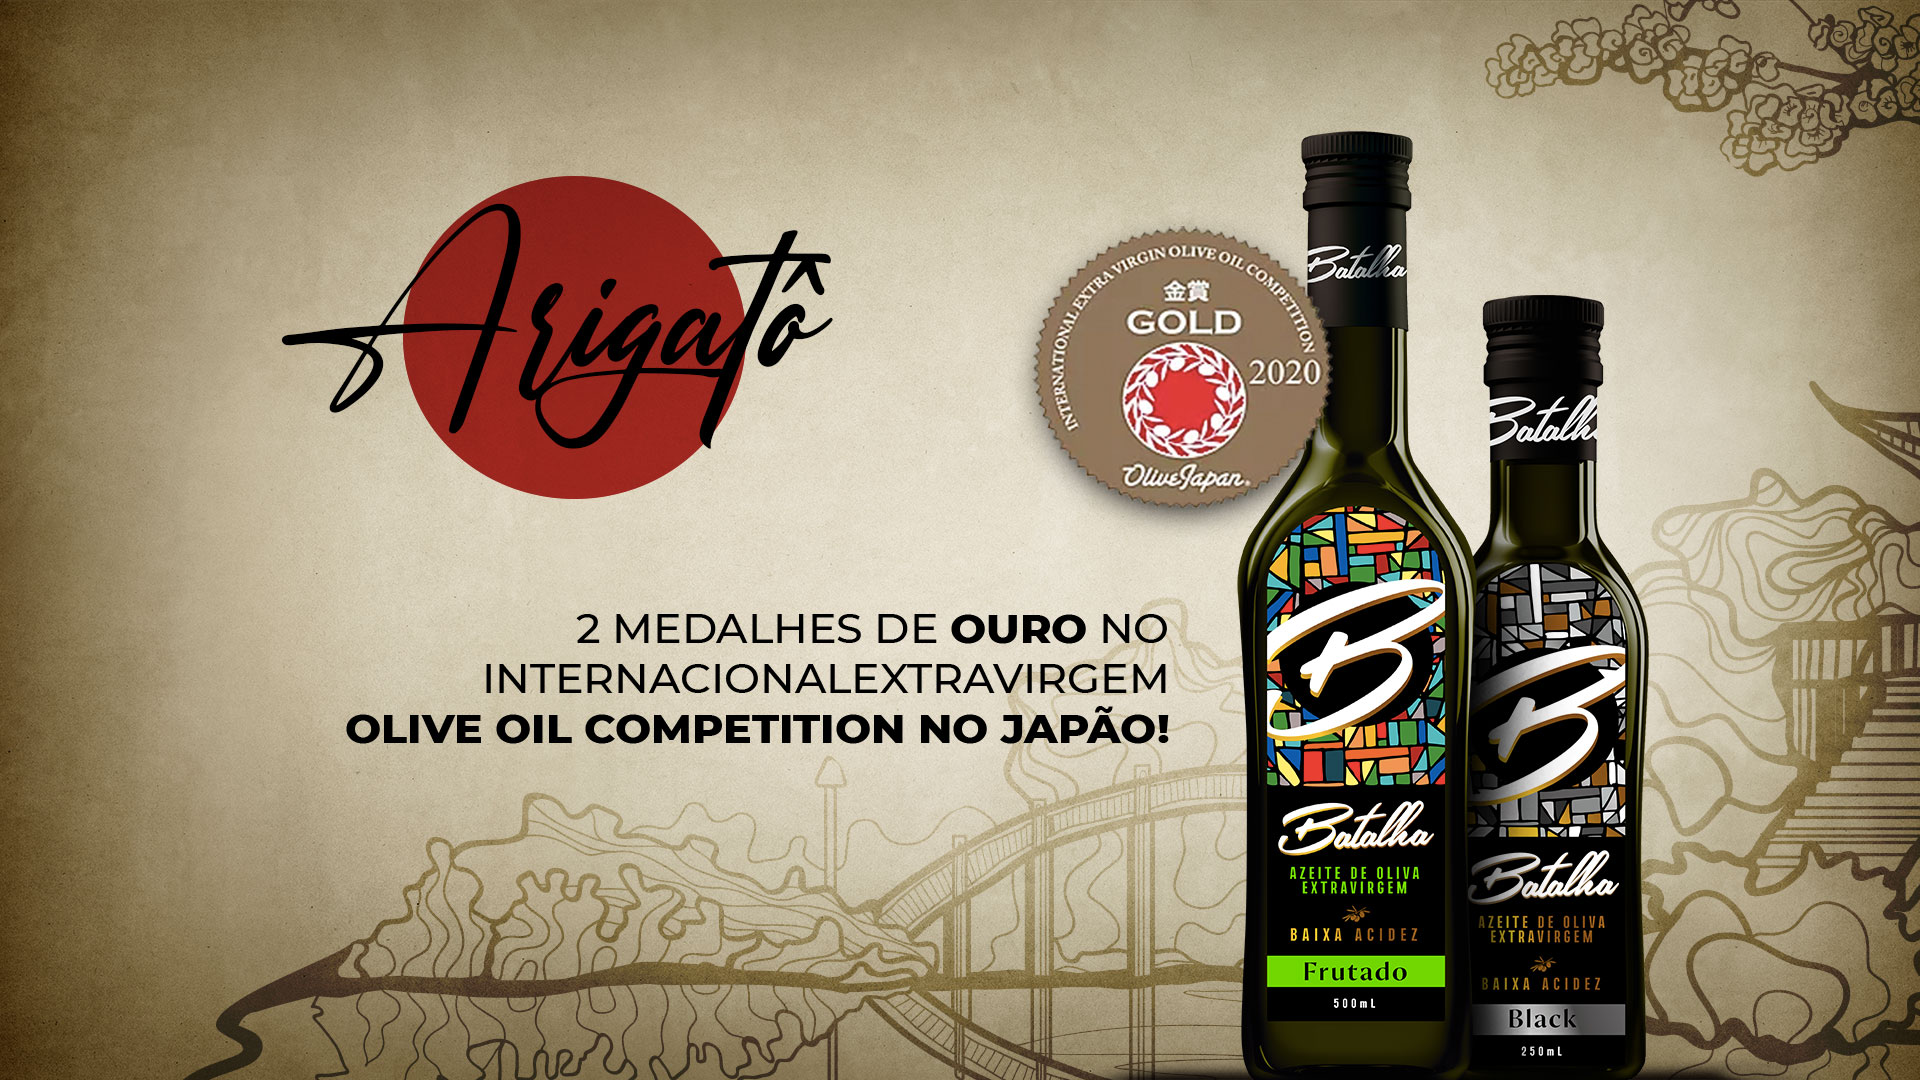 Arigatô
2 MEDALHES DE OURO NO
INTERNACIONALEXTRAVIRGEM
OLIVE OIL COMPETITION NO JAPÃO!
INTERNATIONAL EXTRA VIRGIN OLIVE OIL COMPETITION
金賞
GOLD
2020
OliveJapan.
Batalha
B
Batalha
AZEITE DE OLIVA
EXTRAVIRGEM
BAIXA ACIDEZ
Frutado
500mL
Batalh
B
Batalha
AZEITE DE OLIVA
EXTRAVIRGEM
BAIXA ACIDEZ
Black
250mL